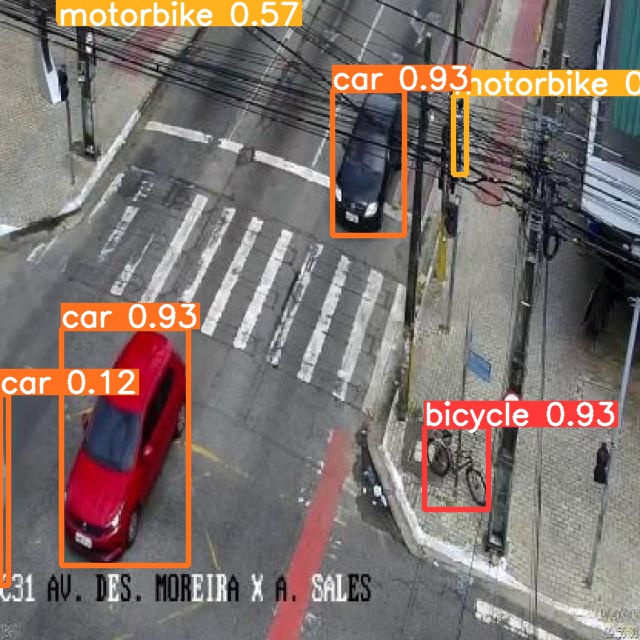 motorbike 0.57
car 0.93
motorbike 0
car 0.93
car 0.12
bicycle 0.93
C31 AV. DES. MOREIRA X A. SALES